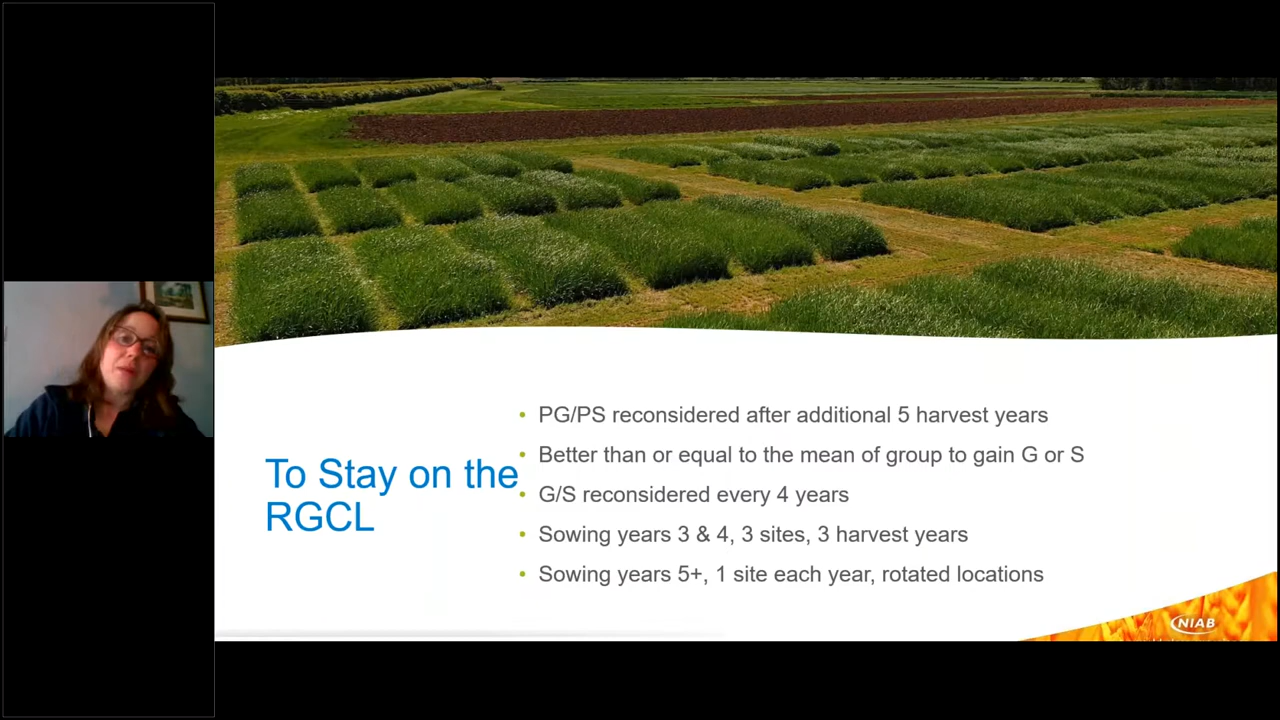 To Stay on the
RGCL
• PG/PS reconsidered after additional 5 harvest years
• Better than or equal to the mean of group to gain G or S
• G/S reconsidered every 4 years
• Sowing years 3 & 4, 3 sites, 3 harvest years
• Sowing years 5+, 1 site each year, rotated locations
NIAB